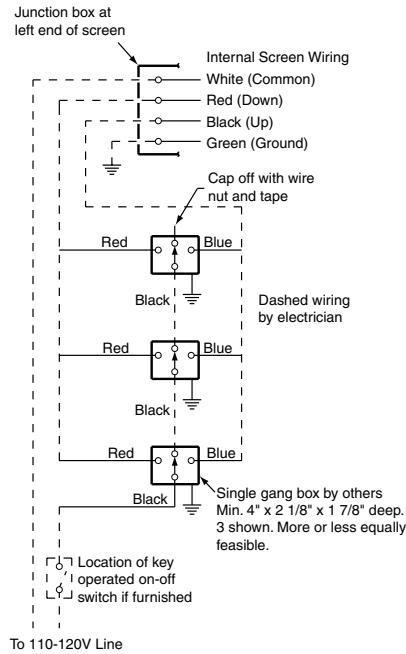 Junction box at
left end of screen
Internal Screen Wiring
White (Common)
Red (Down)
Black (Up)
Green (Ground)
Cap off with wire
nut and tape
Red
Blue
Black
Dashed wiring
by electrician
Red
Blue
Black
Red
Blue
Black
Single gang box by others
Min. 4" x 2 1/8" x 1 7/8" deep.
3 shown. More or less equally
feasible.
Location of key
operated on-off
switch if furnished
To 110-120V Line